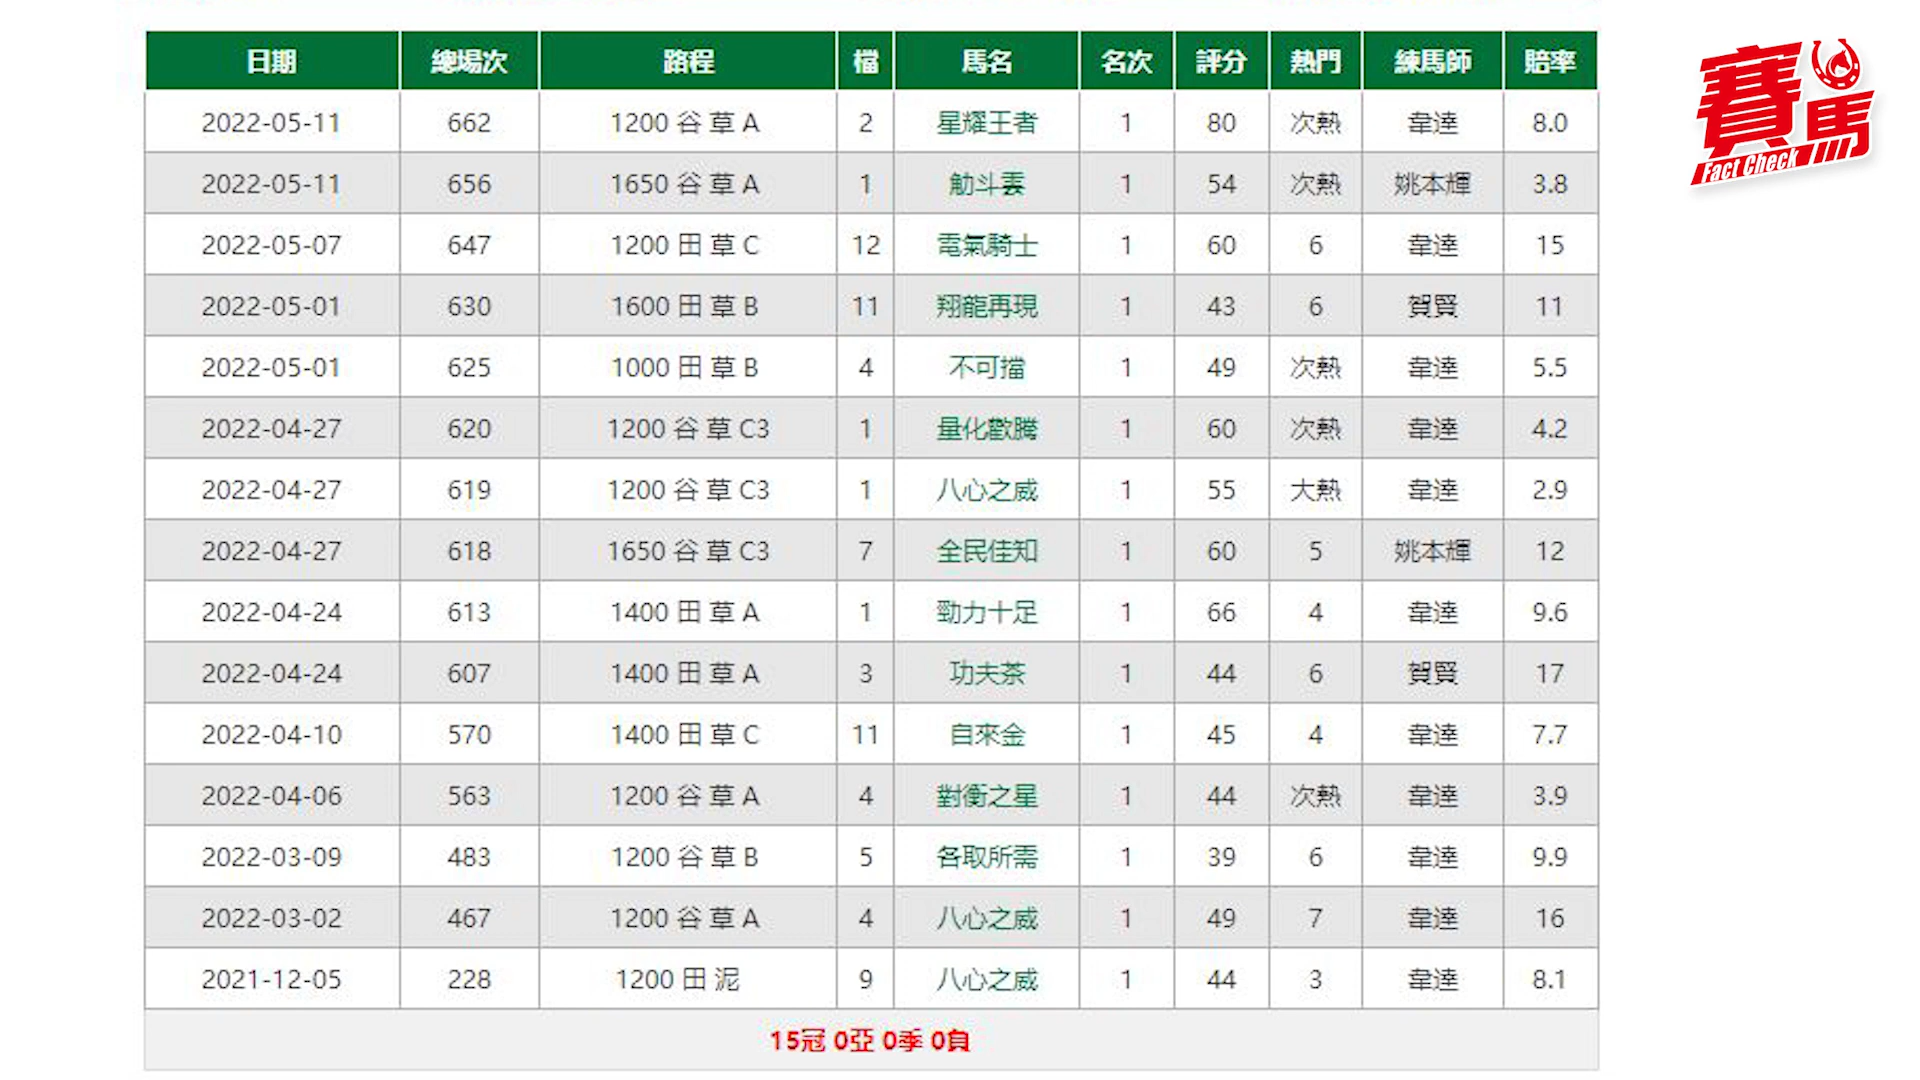 日期 總場次 路程 檔 馬名 名次 評分 熱門 練馬師 賠率
2022-05-11 662 1200 谷 草 A 2 星耀王者 1 80 次熱 韋達 8.0
2022-05-11 656 1650 谷 草 A 1 觔斗雲 1 54 次熱 姚本輝 3.8
2022-05-07 647 1200 田 草 C 12 電氣騎士 1 60 6 韋達 15
2022-05-01 630 1600 田 草 B 11 翔龍再現 1 43 6 賀賢 11
2022-05-01 625 1000 田 草 B 4 不可擋 1 49 次熱 韋達 5.5
2022-04-27 620 1200 谷 草 C3 1 量化歡騰 1 60 次熱 韋達 4.2
2022-04-27 619 1200 谷 草 C3 1 八心之威 1 55 大熱 韋達 2.9
2022-04-27 618 1650 谷 草 C3 7 全民佳知 1 60 5 姚本輝 12
2022-04-24 613 1400 田 草 A 1 勁力十足 1 66 4 韋達 9.6
2022-04-24 607 1400 田 草 A 3 功夫茶 1 44 6 賀賢 17
2022-04-10 570 1400 田 草 C 11 自來金 1 45 4 韋達 7.7
2022-04-06 563 1200 谷 草 A 4 對衡之星 1 44 次熱 韋達 3.9
2022-03-09 483 1200 谷 草 B 5 各取所需 1 39 6 韋達 9.9
2022-03-02 467 1200 谷 草 A 4 八心之威 1 49 7 韋達 16
2021-12-05 228 1200 田 泥 9 八心之威 1 44 3 韋達 8.1
15冠 0亞 0季 0負
賽馬
Fact Check